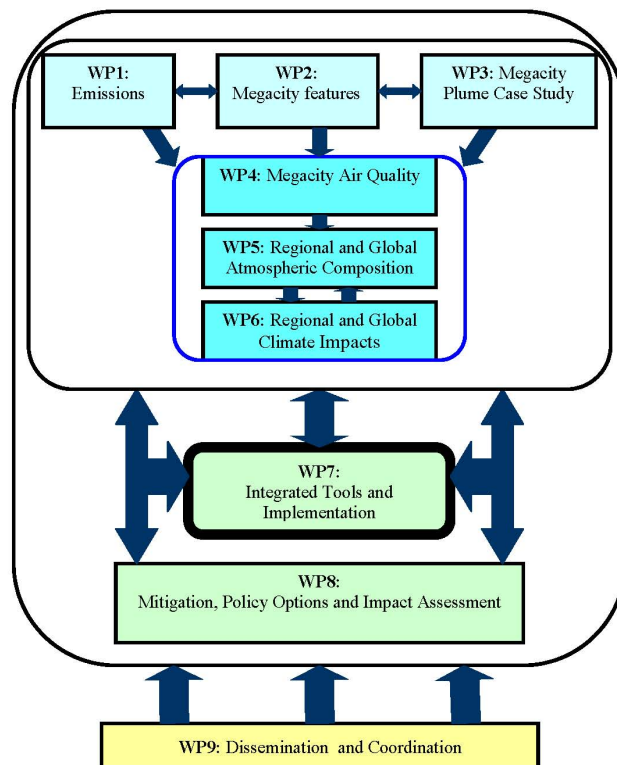 WP1:
Emissions
WP2:
Megacity features
WP3: Megacity
Plume Case Study
WP4: Megacity Air Quality
WP5: Regional and Global
Atmospheric Composition
WP6: Regional and Global
Climate Impacts
WP7:
Integrated Tools and
Implementation
WP8:
Mitigation, Policy Options and Impact Assessment
WP9: Dissemination and Coordination